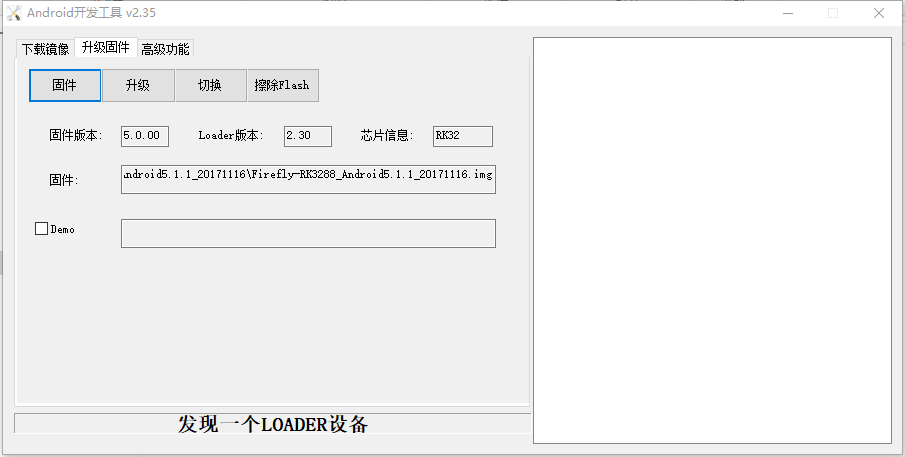 Android开发工具 v2.35
下载镜像 升级固件 高级功能
固件 升级 切换 擦除Flash
固件版本: 5.0.00 Loader版本: 2.30 芯片信息: RK32
固件: \ndroid5.1.1_20171116\Firefly-RK3288_Android5.1.1_20171116.img
Demo
发现一个LOADER设备